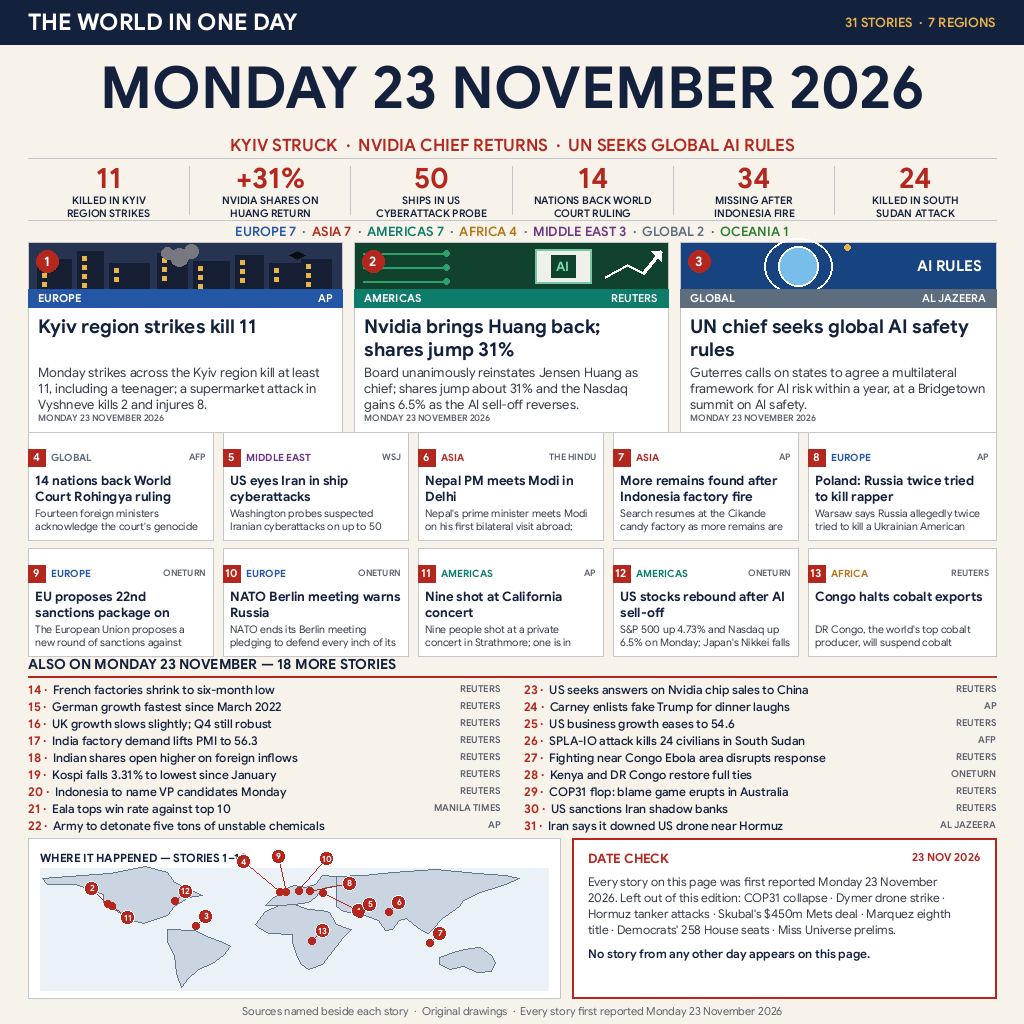 THE WORLD IN ONE DAY
31 STORIES · 7 REGIONS
MONDAY 23 NOVEMBER 2026
KYIV STRUCK · NVIDIA CHIEF RETURNS · UN SEEKS GLOBAL AI RULES
11
KILLED IN KYIV
REGION STRIKES
+31%
NVIDIA SHARES ON
HUANG RETURN
50
SHIPS IN US
CYBERATTACK PROBE
14
NATIONS BACK WORLD
COURT RULING
34
MISSING AFTER
INDONESIA FIRE
24
KILLED IN SOUTH
SUDAN ATTACK
EUROPE 7 · ASIA 7 · AMERICAS 7 · AFRICA 4 · MIDDLE EAST 3 · GLOBAL 2 · OCEANIA 1
1
EUROPE
AP
Kyiv region strikes kill 11
Monday strikes across the Kyiv region kill at least
11, including a teenager; a supermarket attack in
Vyshneve kills 2 and injures 8.
MONDAY 23 NOVEMBER 2026
2
AI
AMERICAS
REUTERS
Nvidia brings Huang back;
shares jump 31%
Board unanimously reinstates Jensen Huang as
chief; shares jump about 31% and the Nasdaq
gains 6.5% as the AI sell-off reverses.
MONDAY 23 NOVEMBER 2026
3
AI RULES
GLOBAL
AL JAZEERA
UN chief seeks global AI safety
rules
Guterres calls on states to agree a multilateral
framework for AI risk within a year, at a Bridgetown
summit on AI safety.
MONDAY 23 NOVEMBER 2026
4 GLOBAL
AFP
14 nations back World
Court Rohingya ruling
Fourteen foreign ministers
acknowledge the court's genocide
5 MIDDLE EAST
WSJ
US eyes Iran in ship
cyberattacks
Washington probes suspected
Iranian cyberattacks on up to 50
6 ASIA
THE HINDU
Nepal PM meets Modi in
Delhi
Nepal's prime minister meets Modi
on his first bilateral visit abroad;
7 ASIA
AP
More remains found after
Indonesia factory fire
Search resumes at the Cikande
candy factory as more remains are
8 EUROPE
AP
Poland: Russia twice tried
to kill rapper
Warsaw says Russia allegedly twice
tried to kill a Ukrainian American
9 EUROPE
ONETURN
EU proposes 22nd
sanctions package on
The European Union proposes a
new round of sanctions against
10 EUROPE
ONETURN
NATO Berlin meeting warns
Russia
NATO ends its Berlin meeting
pledging to defend every inch of its
11 AMERICAS
AP
Nine shot at California
concert
Nine people shot at a private
concert in Strathmore; one is in
12 AMERICAS
ONETURN
US stocks rebound after AI
sell-off
S&P 500 up 4.73% and Nasdaq up
6.5% on Monday; Japan's Nikkei falls
13 AFRICA
REUTERS
Congo halts cobalt exports
DR Congo, the world's top cobalt
producer, will suspend cobalt
ALSO ON MONDAY 23 NOVEMBER — 18 MORE STORIES
14 · French factories shrink to six-month low REUTERS
15 · German growth fastest since March 2022 REUTERS
16 · UK growth slows slightly; Q4 still robust REUTERS
17 · India factory demand lifts PMI to 56.3 REUTERS
18 · Indian shares open higher on foreign inflows REUTERS
19 · Kospi falls 3.31% to lowest since January REUTERS
20 · Indonesia to name VP candidates Monday REUTERS
21 · Eala tops win rate against top 10 MANILA TIMES
22 · Army to detonate five tons of unstable chemicals AP
23 · US seeks answers on Nvidia chip sales to China REUTERS
24 · Carney enlists fake Trump for dinner laughs AP
25 · US business growth eases to 54.6 REUTERS
26 · SPLA-IO attack kills 24 civilians in South Sudan AFP
27 · Fighting near Congo Ebola area disrupts response REUTERS
28 · Kenya and DR Congo restore full ties ONETURN
29 · COP31 flop: blame game erupts in Australia REUTERS
30 · US sanctions Iran shadow banks REUTERS
31 · Iran says it downed US drone near Hormuz AL JAZEERA
WHERE IT HAPPENED — STORIES 1–
4
9
10
2
12
8
11
3
5
6
13
7
DATE CHECK
23 NOV 2026
Every story on this page was first reported Monday 23 November
2026. Left out of this edition: COP31 collapse · Dymer drone strike ·
Hormuz tanker attacks · Skubal's $450m Mets deal · Marquez eighth
title · Democrats' 258 House seats · Miss Universe prelims.
No story from any other day appears on this page.
Sources named beside each story · Original drawings · Every story first reported Monday 23 November 2026